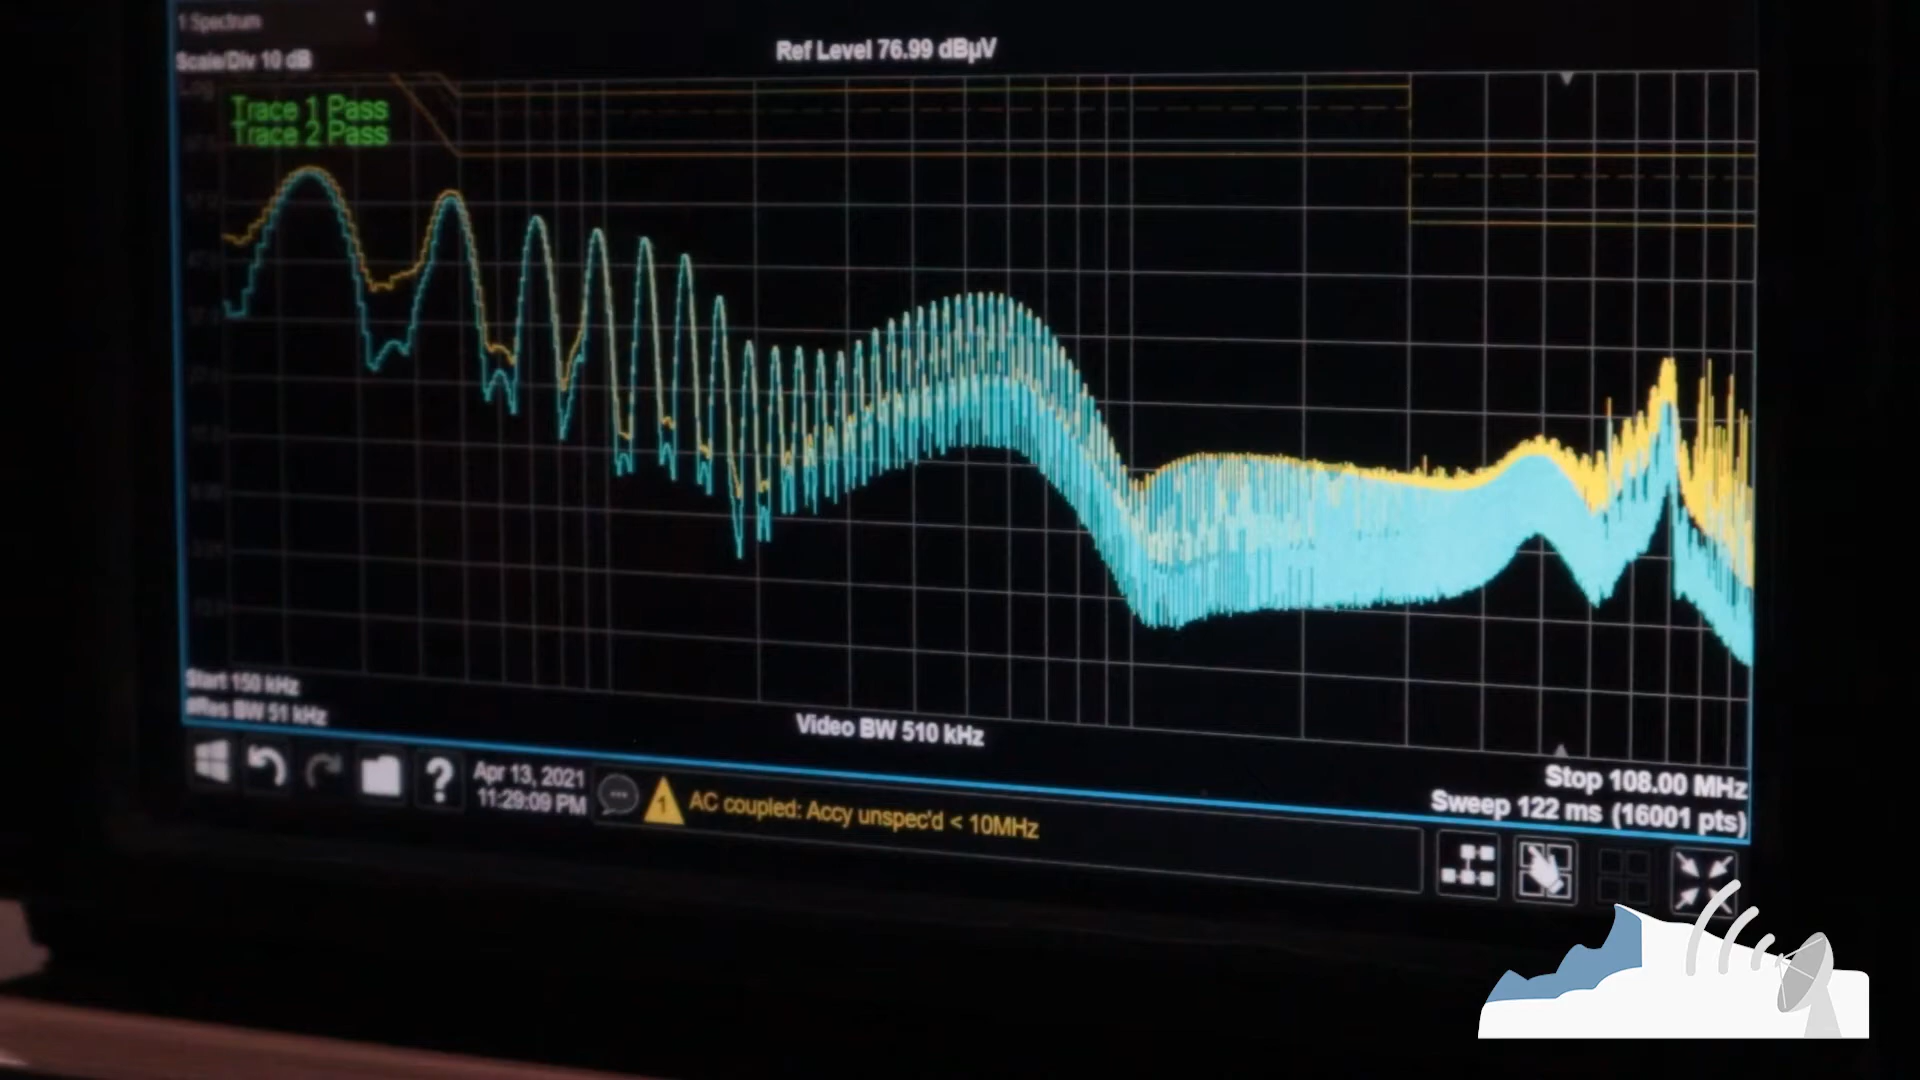 1 Spectrum
Scale/Div 10 dB
Ref Level 76.99 dBµV
Log
Trace 1 Pass
Trace 2 Pass
Start 150 kHz
#Res BW 51 kHz
Video BW 510 kHz
Stop 108.00 MHz
Sweep 122 ms (16001 pts)
?
Apr 13, 2021
11:29:09 PM
1
AC coupled: Accy unspec'd < 10MHz